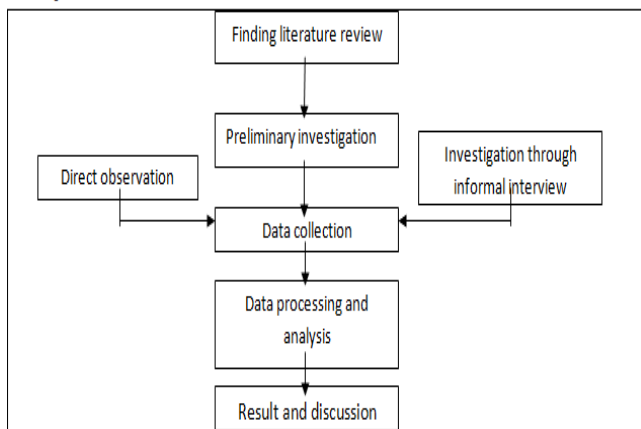 Finding literature review
Preliminary investigation
Direct observation
Investigation through
informal interview
Data collection
Data processing and
analysis
Result and discussion